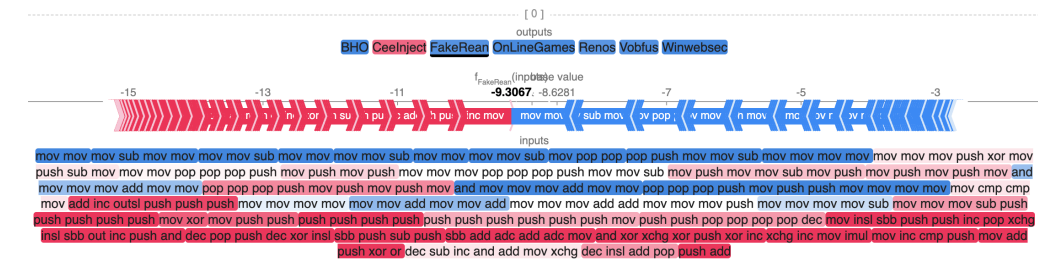 [ 0 ]
outputs
BHO CeeInject FakeRean OnLineGames Renos Vobfus Winwebsec
f FakeRean (inputs) base value
-15 -13 -11 -9.3067 -8.6281 -7 -5 -3
inc mov mov mov sub mov mov pop
inputs
mov mov mov sub mov mov mov mov sub mov mov mov sub mov mov mov mov sub mov pop pop pop push mov mov sub mov mov mov mov mov mov mov push xor mov
push sub mov mov mov pop pop pop push mov push mov push mov mov mov pop pop pop push mov mov sub mov push mov mov sub mov push mov push mov push mov and
mov mov mov add mov mov pop pop pop push mov push mov push mov and mov mov mov add mov mov pop pop pop push mov push push mov mov mov mov mov mov cmp cmp
mov add inc outsl push push push mov mov mov mov mov mov add mov mov add mov mov mov add add mov mov mov push mov mov mov mov sub mov mov mov sub push
push push push push mov xor mov push push push push push push push push push push push push push mov push push pop pop pop pop dec mov insl sbb push push inc pop xchg
insl sbb out inc push and dec pop push dec xor insl sbb push sub push sbb add adc add adc mov and xor xchg xor push xor inc xchg inc mov imul mov inc cmp push mov add
push xor or dec sub inc and add mov xchg dec insl add pop push add